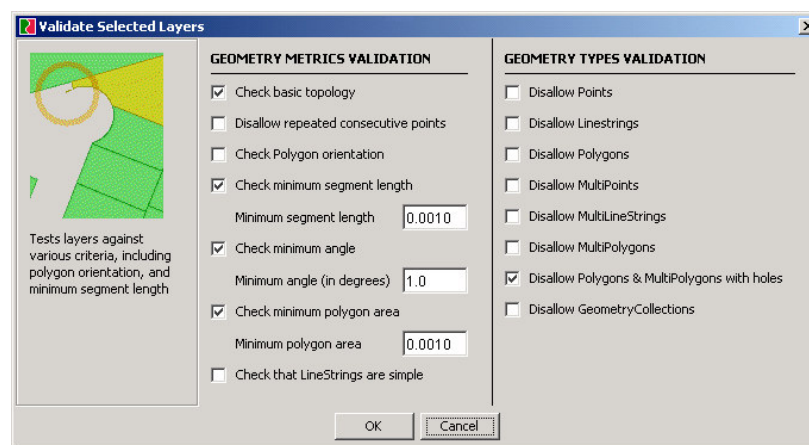 Validate Selected Layers
Tests layers against
various criteria, including
polygon orientation, and
minimum segment length
GEOMETRY METRICS VALIDATION
Check basic topology
Disallow repeated consecutive points
Check Polygon orientation
Check minimum segment length
Minimum segment length 0.0010
Check minimum angle
Minimum angle (in degrees) 1.0
Check minimum polygon area
Minimum polygon area 0.0010
Check that LineStrings are simple
GEOMETRY TYPES VALIDATION
Disallow Points
Disallow Linestrings
Disallow Polygons
Disallow MultiPoints
Disallow MultiLineStrings
Disallow MultiPolygons
Disallow Polygons & MultiPolygons with holes
Disallow GeometryCollections
OK Cancel